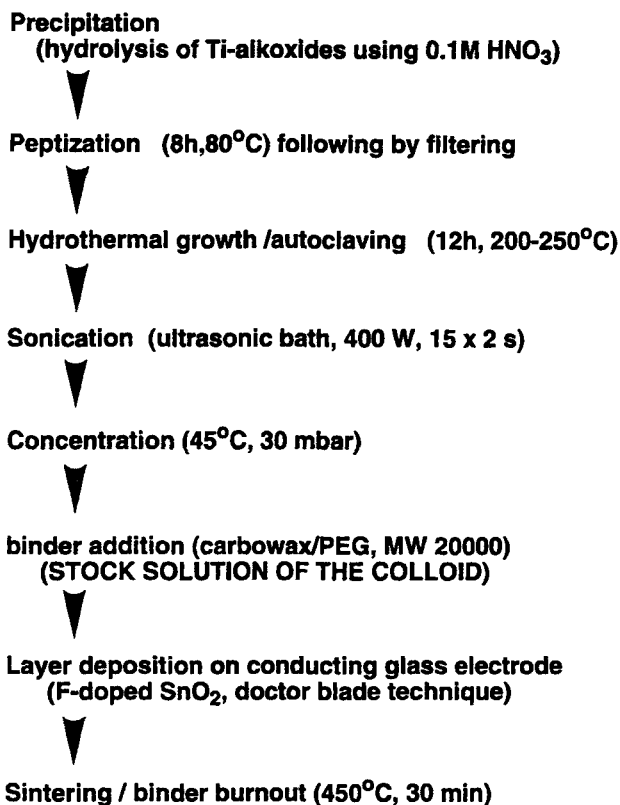 Precipitation
(hydrolysis of Ti-alkoxides using 0.1M HNO3)
Peptization (8h,80°C) following by filtering
Hydrothermal growth /autoclaving (12h, 200-250°C)
Sonication (ultrasonic bath, 400 W, 15 x 2 s)
Concentration (45°C, 30 mbar)
binder addition (carbowax/PEG, MW 20000)
(STOCK SOLUTION OF THE COLLOID)
Layer deposition on conducting glass electrode
(F-doped SnO2, doctor blade technique)
Sintering / binder burnout (450°C, 30 min)